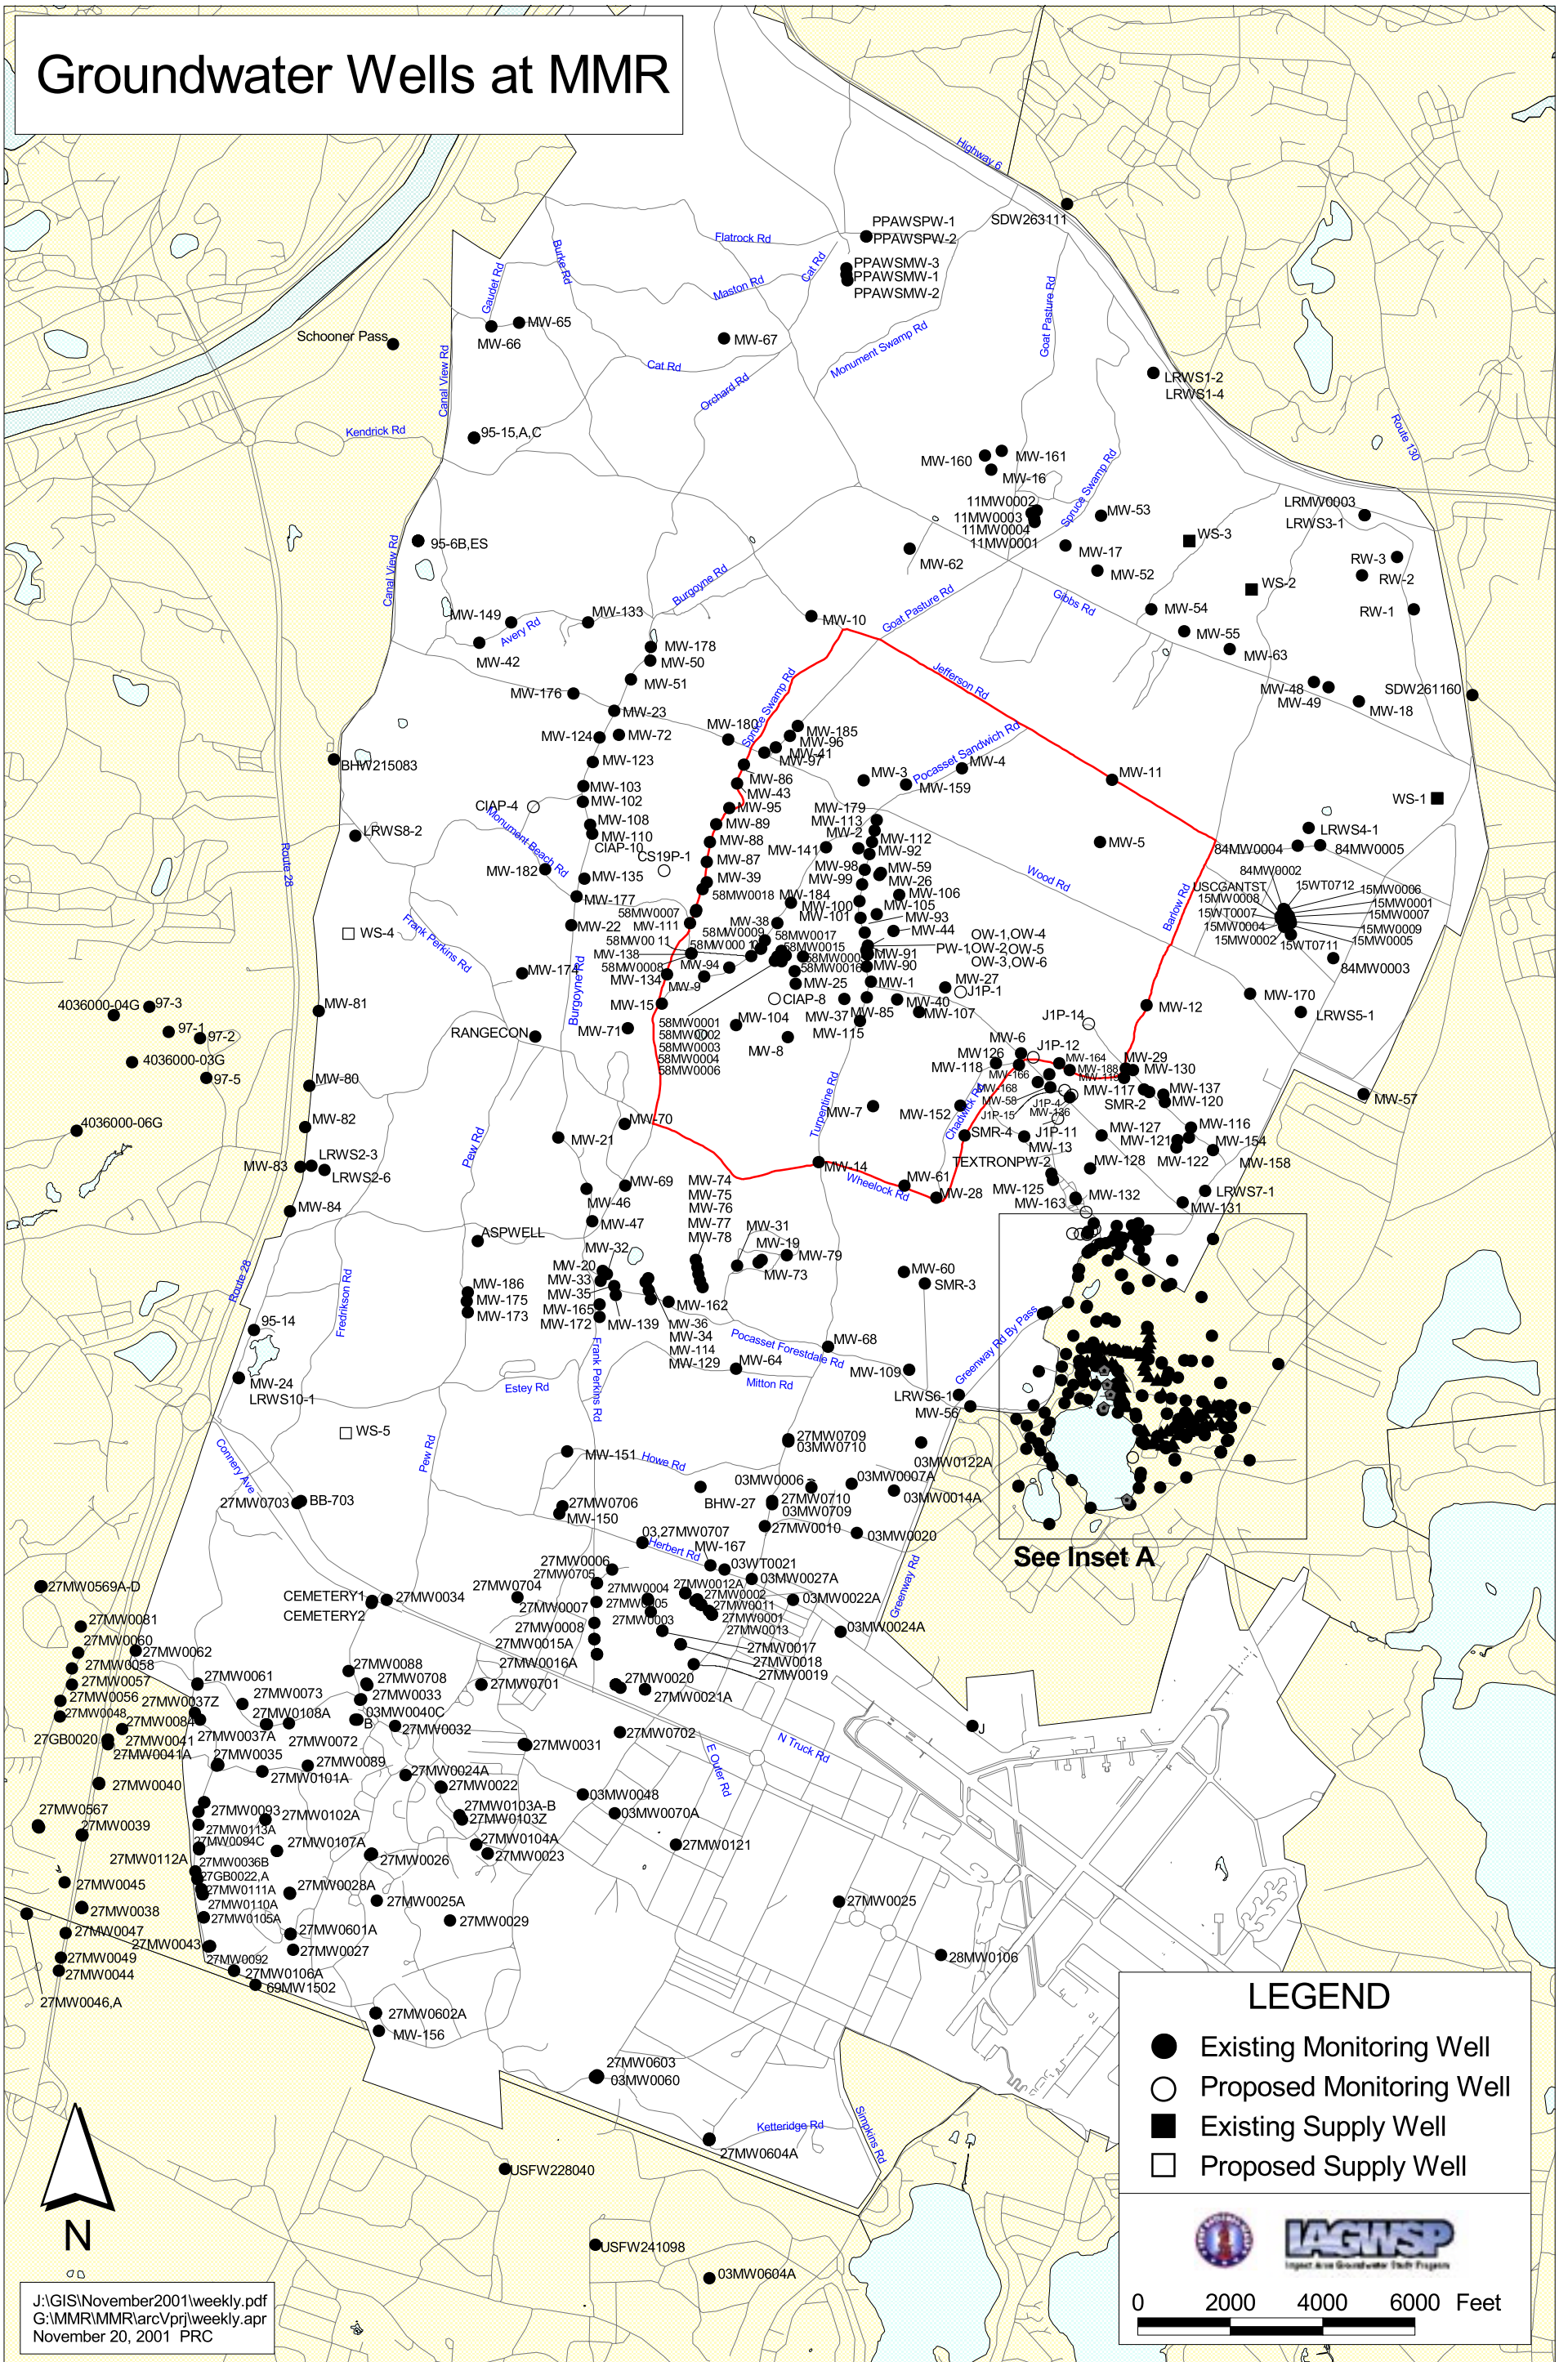 Groundwater Wells at MMR
Highway 6
SDW263111
PPAWSPW-1
PPAWSPW-2
Flatrock Rd
Burke Rd
Cat Rd
PPAWSMW-3
PPAWSMW-1
PPAWSMW-2
Gaudet Rd
Maston Rd
Goat Pasture Rd
MW-65
MW-66
Schooner Pass
MW-67
Monument Swamp Rd
Cat Rd
Canal View Rd
Orchard Rd
LRWS1-2
LRWS1-4
Kendrick Rd
95-15,A,C
Route 130
MW-160
MW-161
MW-16
Spruce Swamp Rd
11MW0002
11MW0003
11MW0004
11MW0001
MW-53
LRMW0003
LRWS3-1
95-6B,ES
Canal View Rd
MW-62
MW-17
WS-3
MW-52
RW-3
RW-2
WS-2
RW-1
Burgoyne Rd
Gibbs Rd
MW-149
MW-133
Avery Rd
MW-42
MW-10
Goat Pasture Rd
MW-54
MW-55
MW-63
MW-178
MW-50
MW-51
MW-176
Jefferson Rd
MW-48
MW-49
MW-18
SDW261160
MW-23
Spruce Swamp Rd
MW-180
MW-185
MW-96
MW-41
MW-97
MW-124
MW-72
Pocasset Sandwich Rd
MW-4
MW-3
MW-159
MW-11
BHW215083
MW-123
MW-86
MW-43
MW-103
MW-102
MW-95
CIAP-4
Monument Beach Rd
MW-108
MW-110
CIAP-10
MW-89
MW-88
MW-179
MW-113
MW-2
MW-112
MW-92
MW-141
MW-5
WS-1
LRWS4-1
84MW0004
84MW0005
LRWS8-2
Route 28
CS19P-1
MW-87
MW-39
MW-182
MW-135
MW-98
MW-99
MW-59
MW-26
Wood Rd
MW-177
58MW0018
MW-184
MW-100
MW-106
MW-105
84MW0002
USCGANTST
15WT0712
15MW0006
15MW0008
15MW0001
15WT0007
15MW0007
15MW0004
15MW0009
15MW0002
15WT0711
15MW0005
84MW0003
Barlow Rd
Frank Perkins Rd
WS-4
58MW0007
MW-111
MW-38
MW-101
MW-93
MW-44
MW-22
58MW0009
58MW0017
58MW0015
58MW0016
MW-138
58MW0008
MW-134
MW-94
MW-9
OW-1,OW-4
PW-1,OW-2,OW-5
OW-3,OW-6
MW-91
MW-90
MW-1
MW-27
J1P-1
MW-174
MW-25
CIAP-8
MW-15
MW-37
MW-85
MW-40
MW-107
MW-115
MW-12
MW-170
LRWS5-1
4036000-04G
97-3
97-1
97-2
4036000-03G
97-5
MW-81
RANGECON
Burgoyne Rd
MW-71
MW-104
MW-8
58MW0001
58MW0002
58MW0003
58MW0004
58MW0006
J1P-14
MW-6
J1P-12
MW126
MW-118
MW-166
MW-164
MW-188
MW-119
MW-29
MW-130
MW-168
MW-58
MW-117
SMR-2
MW-137
MW-120
J1P-15
J1P-4
MW-136
MW-57
MW-80
MW-82
4036000-06G
MW-70
MW-21
Pew Rd
Turpentine Rd
MW-7
MW-152
Chadwick Rd
SMR-4
J1P-11
MW-13
MW-127
MW-121
MW-116
MW-154
MW-122
MW-158
LRWS2-3
MW-83
LRWS2-6
MW-84
MW-14
TEXTRONPW-2
MW-128
MW-125
MW-163
MW-132
LRWS7-1
MW-131
MW-61
MW-28
Wheelock Rd
MW-69
MW-46
MW-47
MW-74
MW-75
MW-76
MW-77
MW-78
ASPWELL
MW-31
MW-19
MW-79
MW-73
MW-32
MW-20
MW-33
MW-35
MW-165
MW-172
MW-139
MW-162
MW-36
MW-34
MW-114
MW-129
MW-60
SMR-3
Route 28
Fredrikson Rd
MW-186
MW-175
MW-173
95-14
Frank Perkins Rd
Pocasset Forestdale Rd
MW-68
MW-64
Mitton Rd
MW-109
Greenway Rd By Pass
LRWS6-1
MW-56
MW-24
LRWS10-1
Estey Rd
WS-5
Connery Ave
Pew Rd
MW-151
Howe Rd
27MW0709
03MW0710
03MW0122A
See Inset A
27MW0703
BB-703
27MW0706
MW-150
BHW-27
03MW0006
03MW0007A
03MW0014A
27MW0710
03MW0709
27MW0010
03MW0020
03,27MW0707
Herbert Rd
MW-167
03WT0021
03MW0027A
27MW0006
27MW0705
Greenway Rd
27MW0569A-D
CEMETERY1
CEMETERY2
27MW0034
27MW0704
27MW0007
27MW0004
27MW0003
27MW0012A
27MW0002
27MW0011
27MW0001
27MW0013
03MW0022A
03MW0024A
27MW0008
27MW0015A
27MW0016A
27MW0017
27MW0018
27MW0019
27MW0081
27MW0060
27MW0062
27MW0058
27MW0057
27MW0056
27MW0048
27MW0061
27MW0088
27MW0708
27MW0033
03MW0040C
B
27MW0701
27MW0020
27MW0021A
27MW0037Z
27MW0073
27MW0108A
27MW0072
27MW0032
27MW0084
27GB0020
27MW0041
27MW0041A
27MW0037A
27MW0035
27MW0101A
27MW0089
27MW0031
27MW0702
J
N Truck Rd
E Outer Rd
27MW0040
27MW0024A
27MW0022
03MW0048
03MW0070A
27MW0567
27MW0039
27MW0093
27MW0113A
27MW0094C
27MW0102A
27MW0103A-B
27MW0103Z
27MW0104A
27MW0023
27MW0107A
27MW0026
27MW0121
27MW0112A
27MW0036B
27GB0022,A
27MW0111A
27MW0110A
27MW0105A
27MW0028A
27MW0025A
27MW0029
27MW0025
27MW0045
27MW0038
27MW0047
27MW0043
27MW0601A
27MW0027
27MW0049
27MW0044
27MW0092
27MW0106A
69MW1502
28MW0106
27MW0046,A
27MW0602A
MW-156
27MW0603
03MW0060
Ketteridge Rd
27MW0604A
Simpkins Rd
USFW228040
USFW241098
03MW0604A
N
LEGEND
Existing Monitoring Well
Proposed Monitoring Well
Existing Supply Well
Proposed Supply Well
IAGWSP
Impact Area Groundwater Study Program
0 2000 4000 6000 Feet
J:\GIS\November2001\weekly.pdf
G:\MMR\MMR\arcVprj\weekly.apr
November 20, 2001 PRC